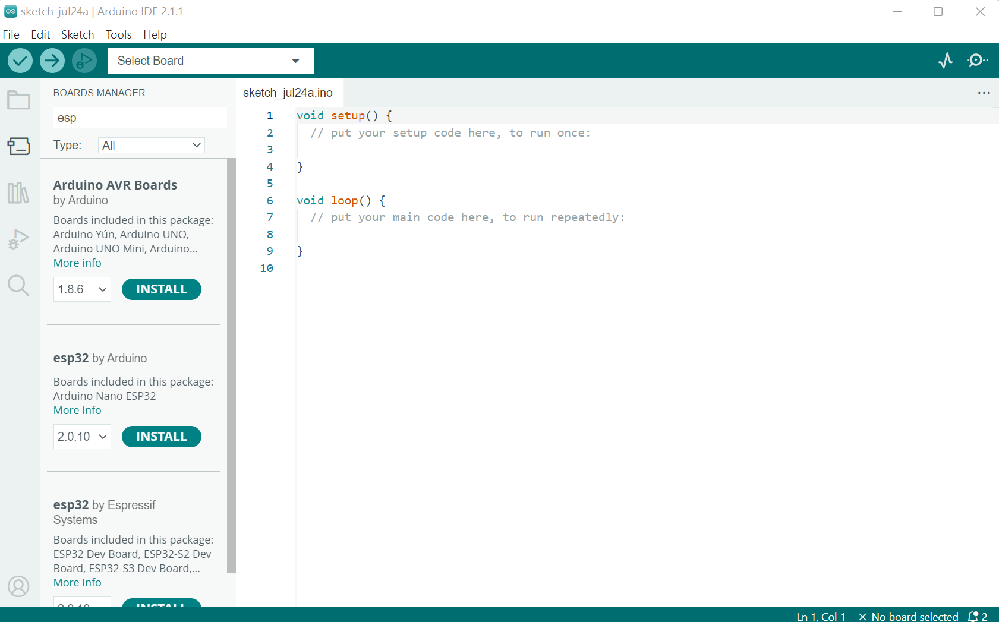 sketch_jul24a | Arduino IDE 2.1.1
File Edit Sketch Tools Help
Select Board
BOARDS MANAGER
esp
Type: All
Arduino AVR Boards
by Arduino
Boards included in this package:
Arduino Yún, Arduino UNO,
Arduino UNO Mini, Arduino...
More info
1.8.6 INSTALL
esp32 by Arduino
Boards included in this package:
Arduino Nano ESP32
More info
2.0.10 INSTALL
esp32 by Espressif
Systems
Boards included in this package:
ESP32 Dev Board, ESP32-S2 Dev
Board, ESP32-S3 Dev Board,...
More info
2.0.10 INSTALL
sketch_jul24a.ino
1 void setup() {
2 // put your setup code here, to run once:
3
4 }
5
6 void loop() {
7 // put your main code here, to run repeatedly:
8
9 }
10
Ln 1, Col 1 × No board selected 2